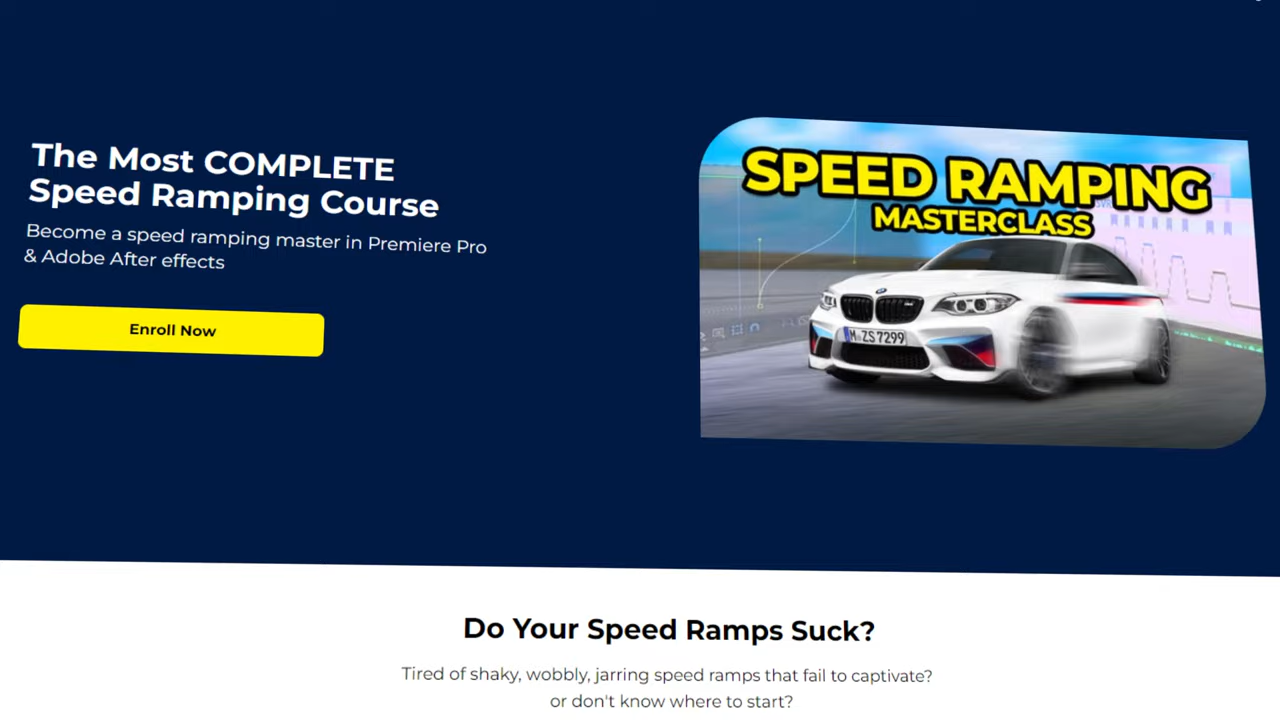 The Most COMPLETE
Speed Ramping Course
Become a speed ramping master in Premiere Pro
& Adobe After effects
Enroll Now
SPEED RAMPING
MASTERCLASS
M ZS 7299
Do Your Speed Ramps Suck?
Tired of shaky, wobbly, jarring speed ramps that fail to captivate?
or don't know where to start?